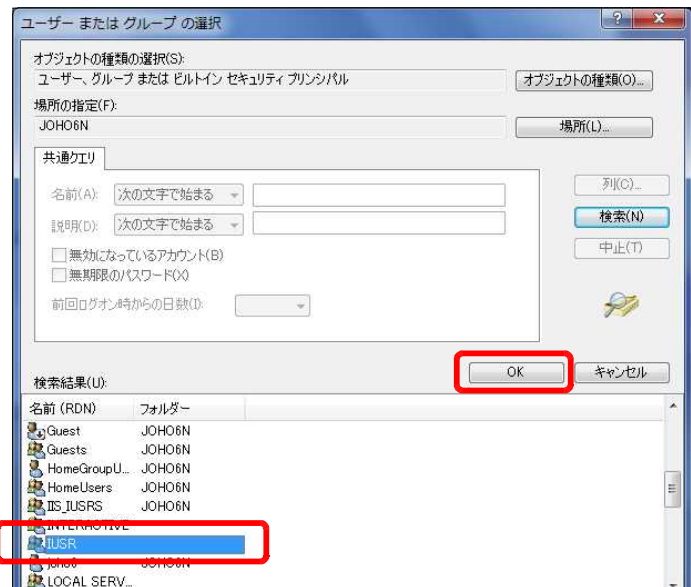 ユーザー または グループ の選択
オブジェクトの種類の選択(S):
ユーザー、グループ または ビルトイン セキュリティ プリンシパル
オブジェクトの種類(O)...
場所の指定(F):
JOHO6N
場所(L)...
共通クエリ
名前(A):
次の文字で始まる
列(C)...
説明(D):
次の文字で始まる
検索(N)
無効になっているアカウント(B)
中止(T)
無期限のパスワード(X)
前回ログオン時からの日数(I):
OK
キャンセル
検索結果(U):
名前 (RDN) フォルダー
Guest JOHO6N
Guests JOHO6N
HomeGroupU... JOHO6N
HomeUsers JOHO6N
IIS_IUSRS JOHO6N
INTERACTIVE
IUSR
joho6 JOHO6N
LOCAL SERV...